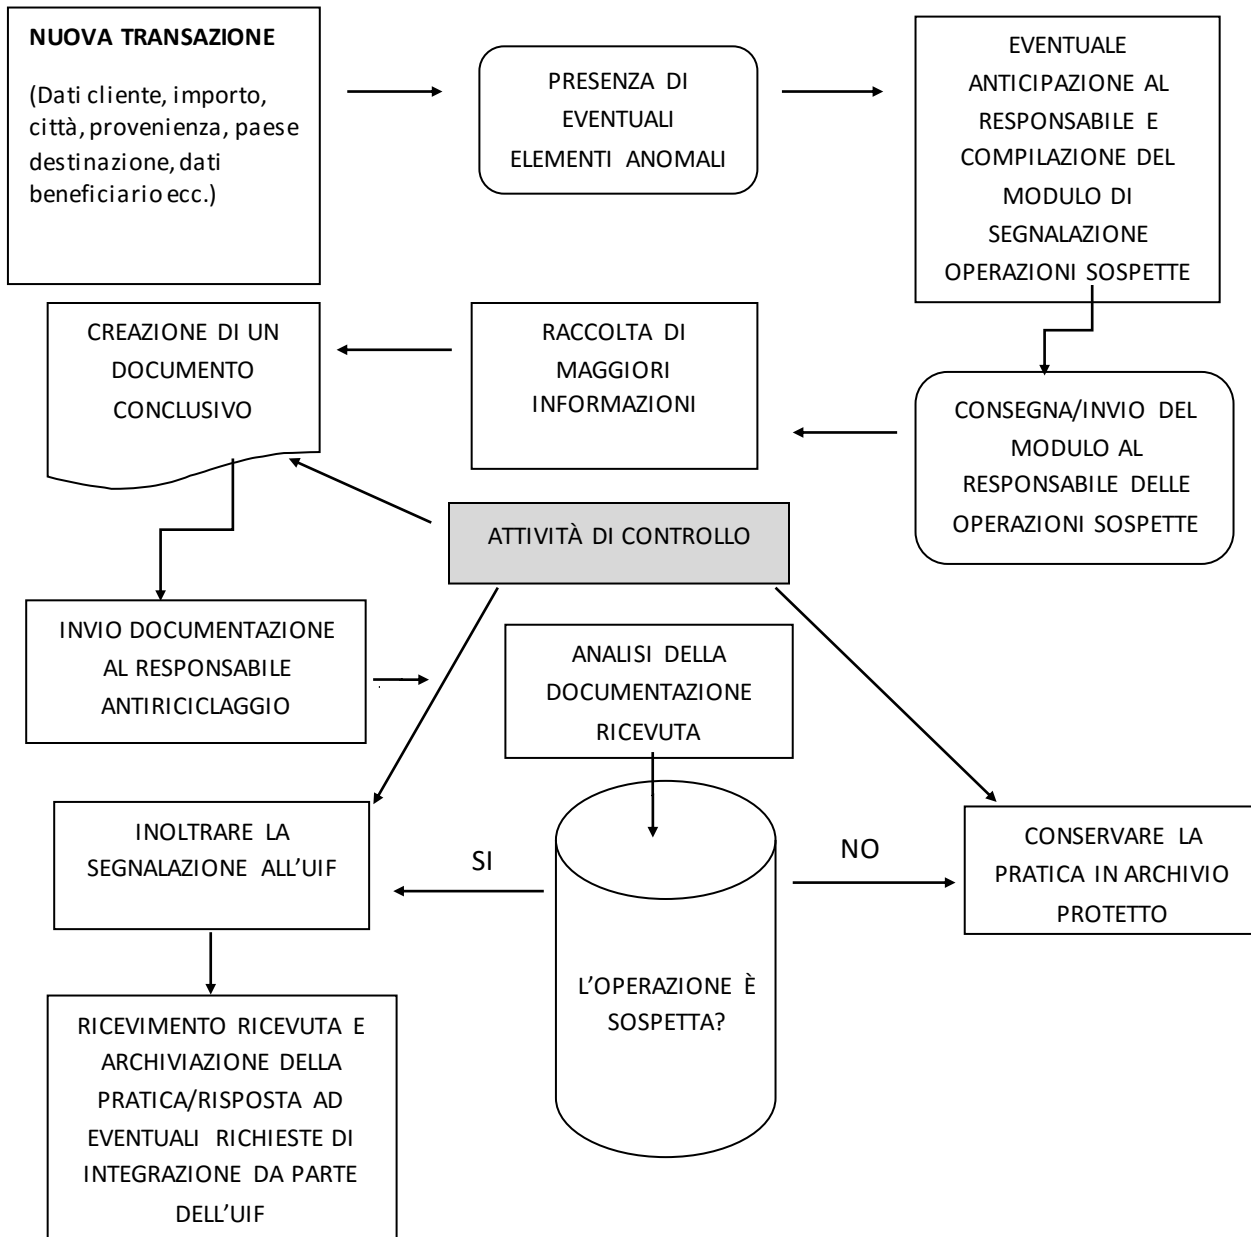 NUOVA TRANSAZIONE
(Dati cliente, importo,
città, provenienza, paese
destinazione, dati
beneficiario ecc.)
PRESENZA DI
EVENTUALI
ELEMENTI ANOMALI
EVENTUALE
ANTICIPAZIONE AL
RESPONSABILE E
COMPILAZIONE DEL
MODULO DI
SEGNALAZIONE
OPERAZIONI SOSPETTE
CREAZIONE DI UN
DOCUMENTO
CONCLUSIVO
RACCOLTA DI
MAGGIORI
INFORMAZIONI
CONSEGNA/INVIO DEL
MODULO AL
RESPONSABILE DELLE
OPERAZIONI SOSPETTE
ATTIVITÀ DI CONTROLLO
INVIO DOCUMENTAZIONE
AL RESPONSABILE
ANTIRICICLAGGIO
ANALISI DELLA
DOCUMENTAZIONE
RICEVUTA
INOLTRARE LA
SEGNALAZIONE ALL’UIF
SI
NO
CONSERVARE LA
PRATICA IN ARCHIVIO
PROTETTO
L’OPERAZIONE È
SOSPETTA?
RICEVIMENTO RICEVUTA E
ARCHIVIAZIONE DELLA
PRATICA/RISPOSTA AD
EVENTUALI RICHIESTE DI
INTEGRAZIONE DA PARTE
DELL’UIF